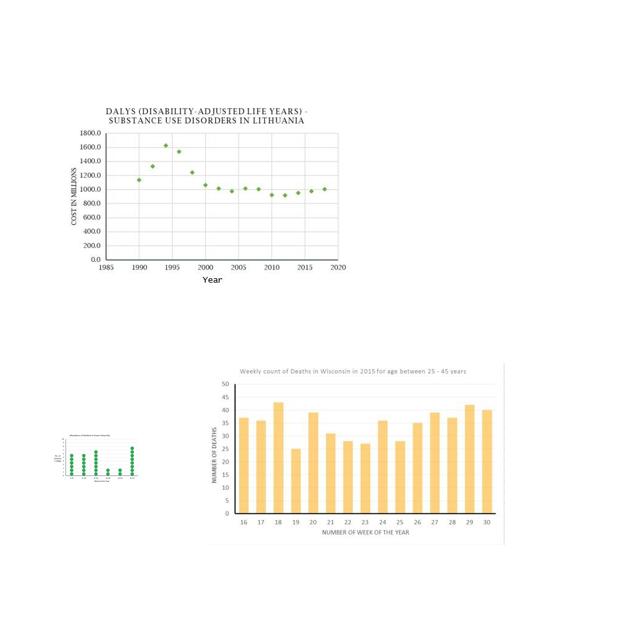 DALYS (DISABILITY-ADJUSTED LIFE YEARS) -
SUBSTANCE USE DISORDERS IN LITHUANIA
COST IN MILLIONS
1800.0
1600.0
1400.0
1200.0
1000.0
800.0
600.0
400.0
200.0
0.0
1985 1990 1995 2000 2005 2010 2015 2020
Year
Weekly count of Deaths in Wisconsin in 2015 for age between 25 - 45 years
NUMBER OF DEATHS
50
45
40
35
30
25
20
15
10
5
0
16 17 18 19 20 21 22 23 24 25 26 27 28 29 30
NUMBER OF WEEK OF THE YEAR